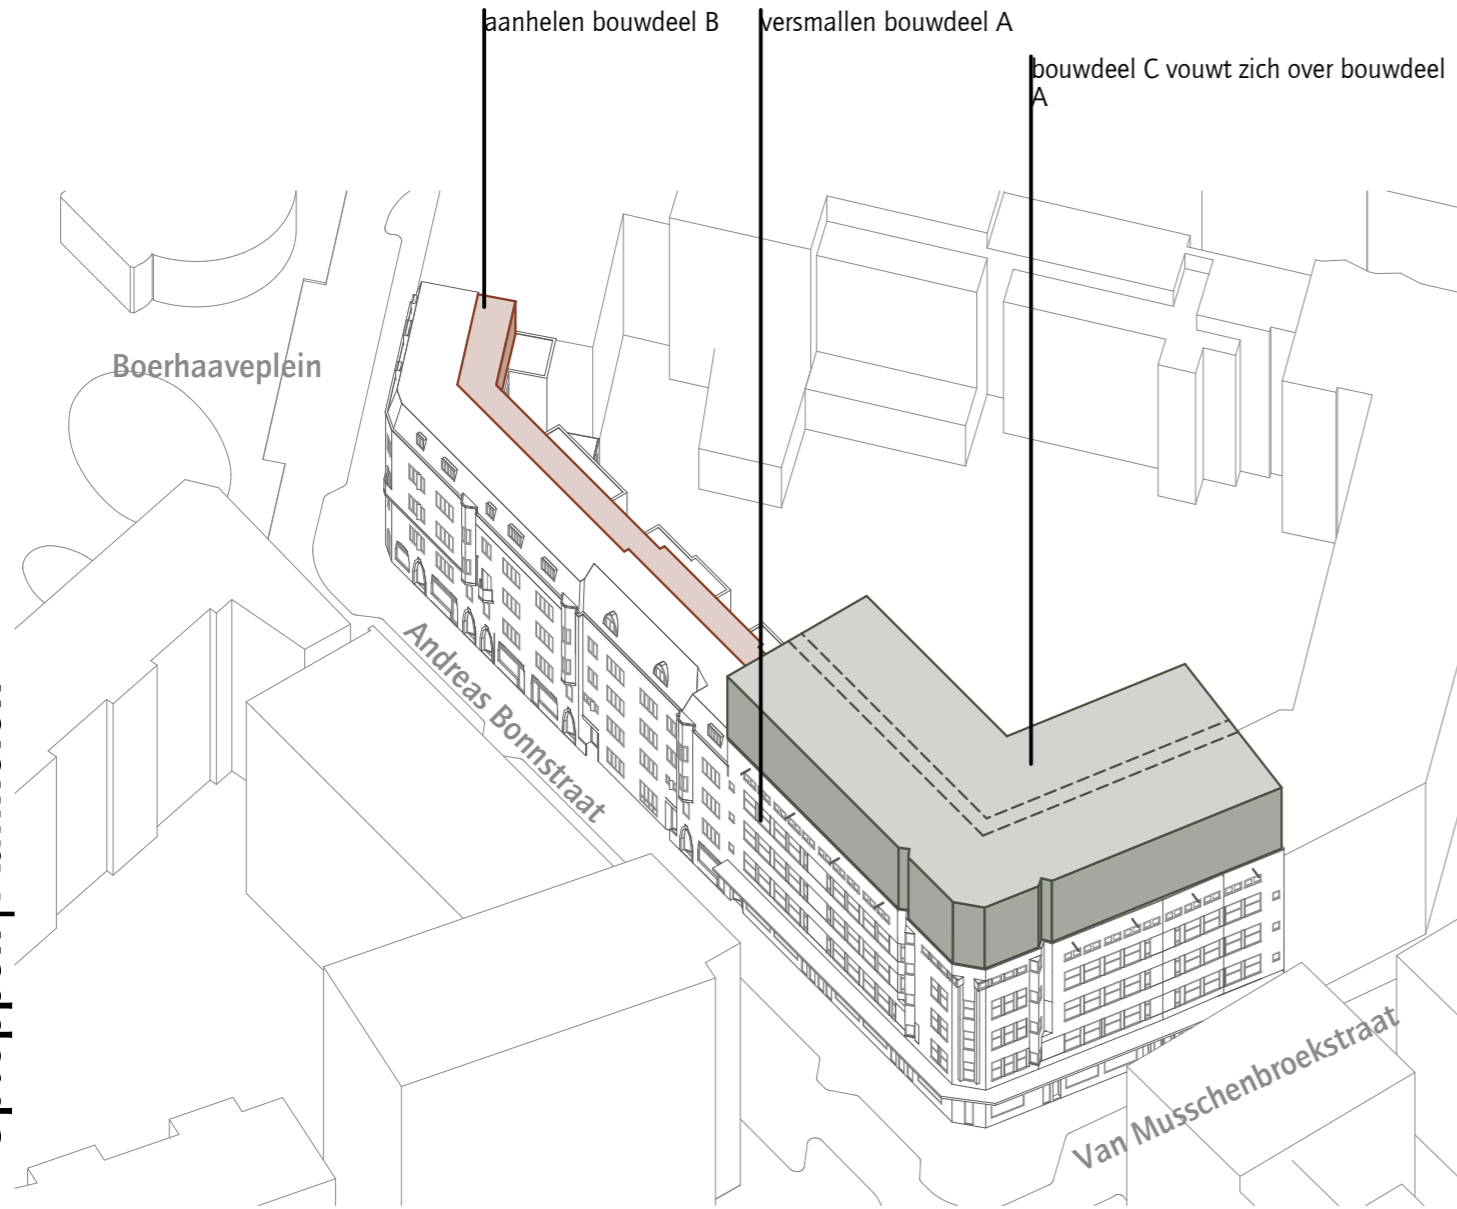 aanhelen bouwdeel B
versmallen bouwdeel A
bouwdeel C vouwt zich over bouwdeel
A
Boerhaaveplein
Andreas Bonnstraat
Van Musschenbroekstraat